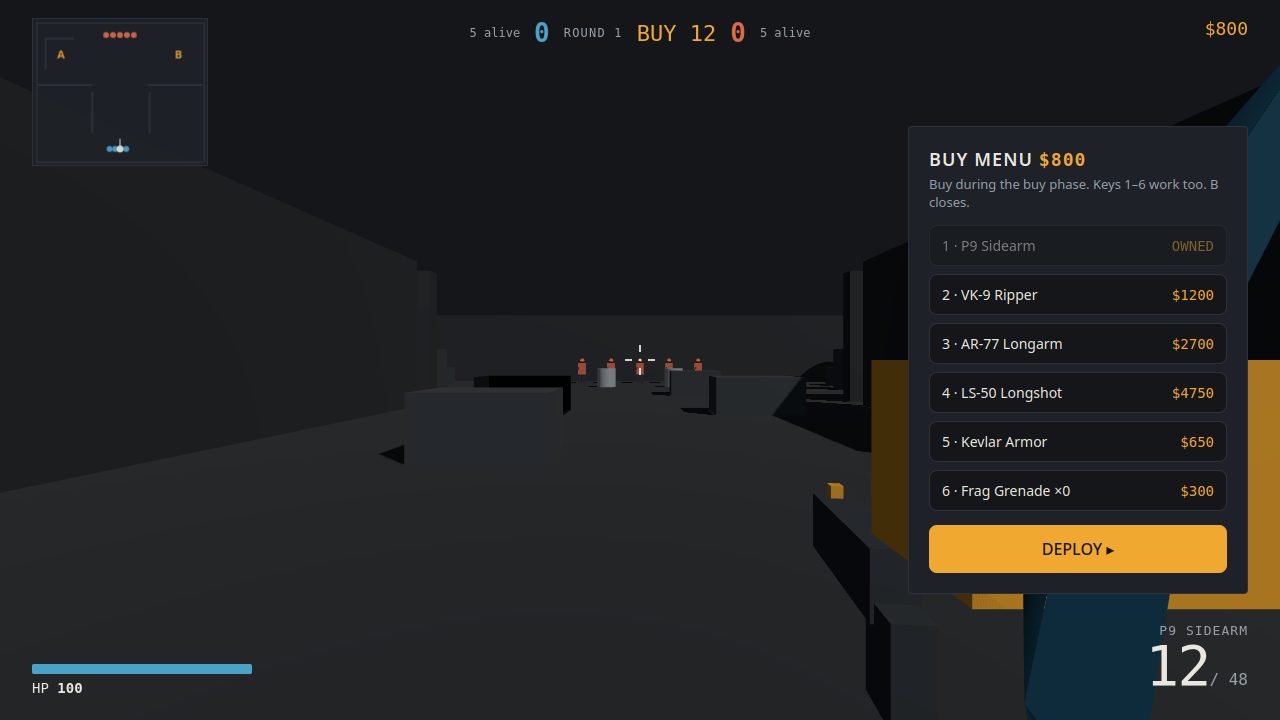 5 alive 0 ROUND 1 BUY 12 0 5 alive
$800
A B
BUY MENU $800
Buy during the buy phase. Keys 1–6 work too. B
closes.
1 · P9 Sidearm OWNED
2 · VK-9 Ripper $1200
3 · AR-77 Longarm $2700
4 · LS-50 Longshot $4750
5 · Kevlar Armor $650
6 · Frag Grenade ×0 $300
DEPLOY ▸
P9 SIDEARM
12 / 48
HP 100